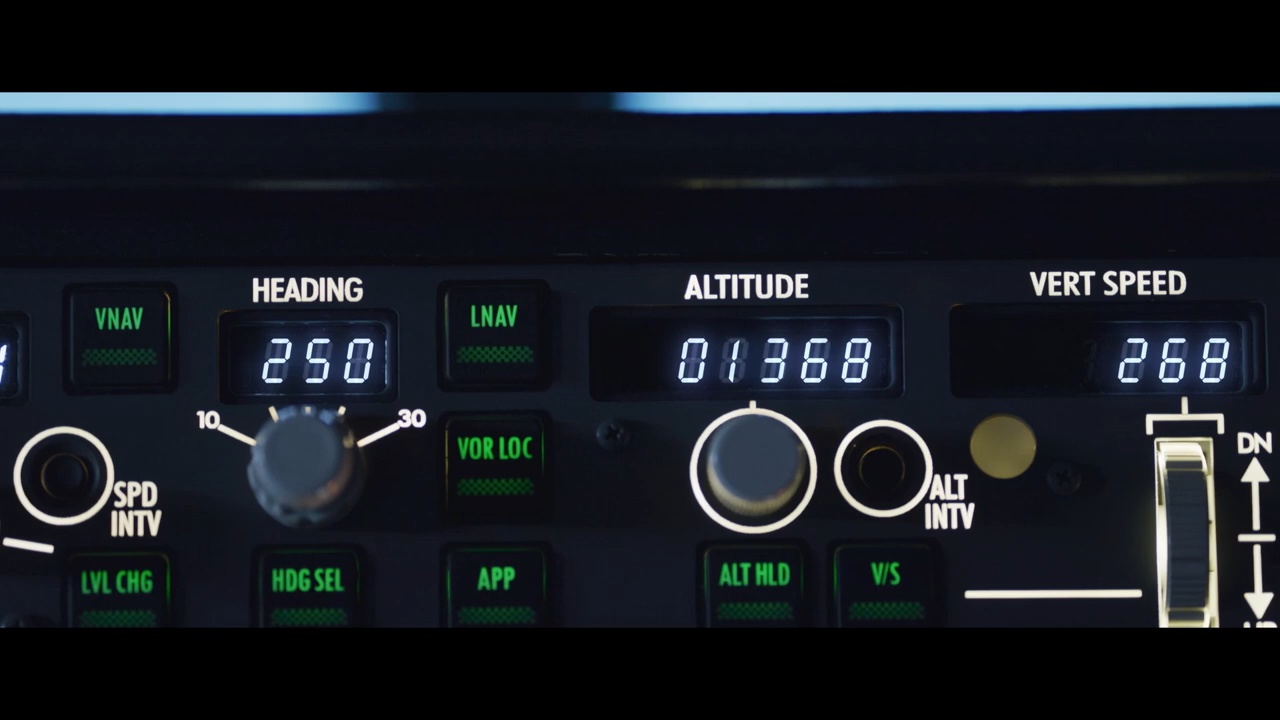 HEADING
ALTITUDE
VERT SPEED
VNAV
LNAV
250
01368
268
10
30
VOR LOC
DN
SPD
INTV
ALT
INTV
LVL CHG
HDG SEL
APP
ALT HLD
V/S